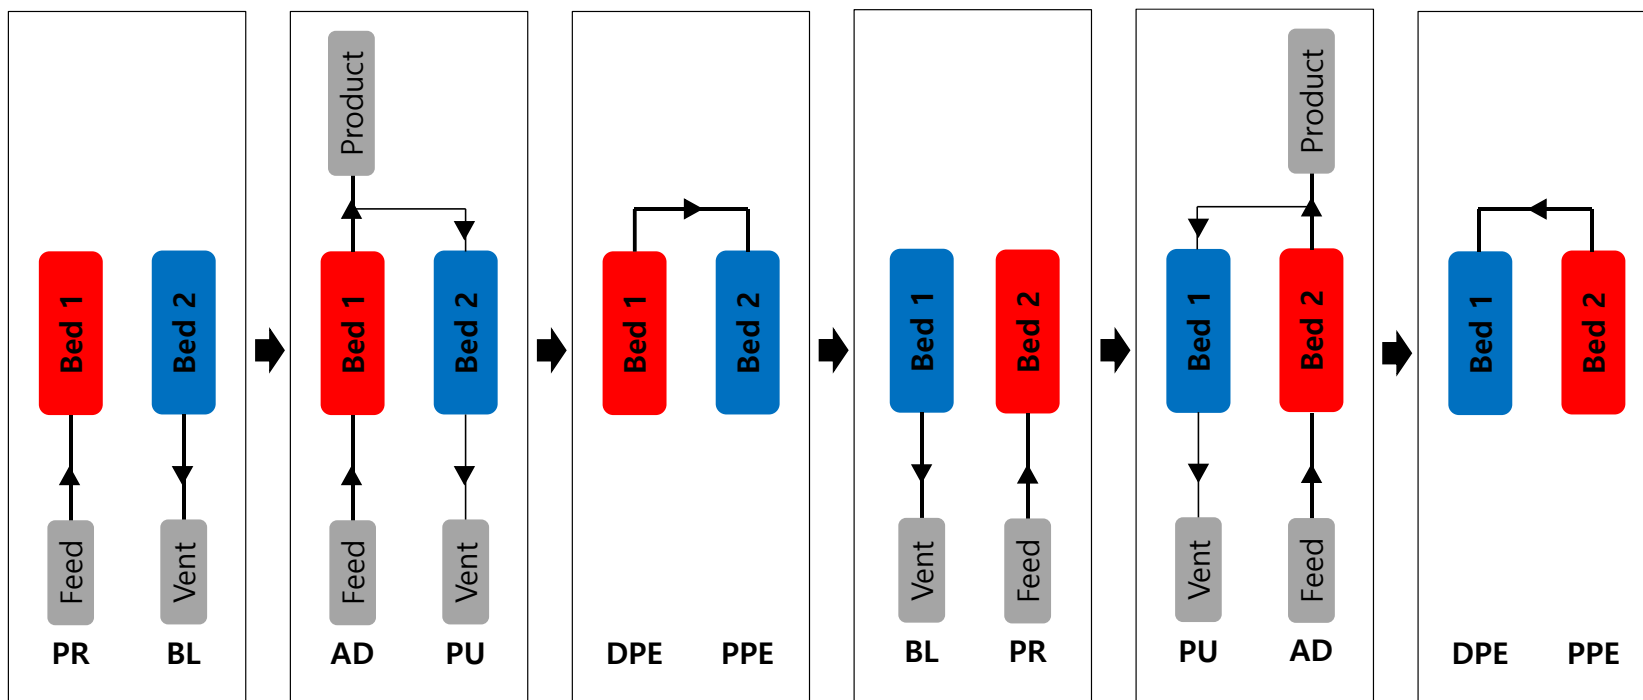 Bed 1
Bed 2
Feed
Vent
PR BL
Product
Bed 1
Bed 2
Feed
Vent
AD PU
Bed 1
Bed 2
DPE PPE
Bed 1
Bed 2
Vent
Feed
BL PR
Product
Bed 1
Bed 2
Vent
Feed
PU AD
Bed 1
Bed 2
DPE PPE